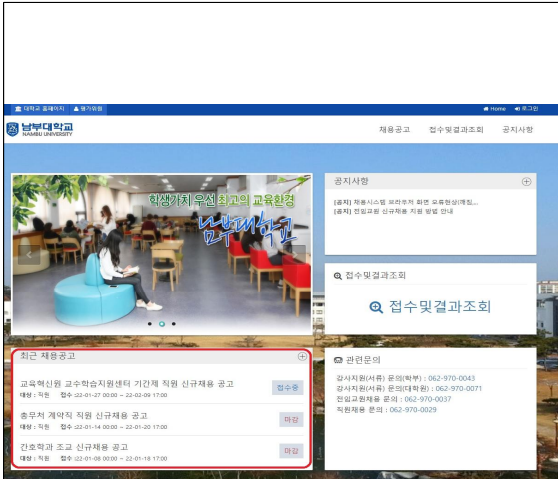 대학교 홈페이지 평가위원 Home 로그인
남부대학교
NAMBU UNIVERSITY
채용공고 접수및결과조회 공지사항
학생가치 우선 최고의 교육환경
남부대학교
공지사항
[공지] 채용시스템 브라우저 화면 오류현상(깨짐,..
[공지] 전임교원 신규채용 지원 방법 안내
접수및결과조회
접수및결과조회
최근 채용공고
교육혁신원 교수학습지원센터 기간제 직원 신규채용 공고
대상 : 직원 접수 :22-01-27 00:00 ~ 22-02-09 17:00
접수중
총무처 계약직 직원 신규채용 공고
대상 : 직원 접수 :22-01-14 00:00 ~ 22-01-20 17:00
마감
간호학과 조교 신규채용 공고
대상 : 직원 접수 :22-01-08 00:00 ~ 22-01-18 17:00
마감
관련문의
강사지원(서류) 문의(학부) : 062-970-0043
강사지원(서류) 문의(대학원) : 062-970-0071
전임교원채용 문의 : 062-970-0037
직원채용 문의 : 062-970-0029